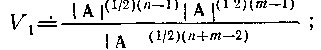 V₁ ≐ |A|^{(1/2)(n−1)} |A|^{(1 2)(m−1)} / |A^{(1/2)(n+m−2)} ;